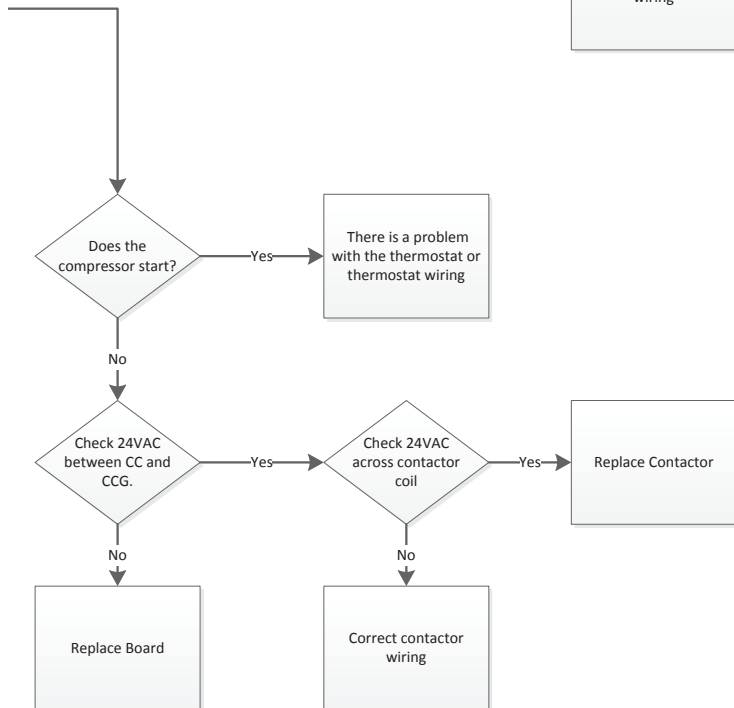 wiring
Does the
compressor start?
Yes
There is a problem
with the thermostat or
thermostat wiring
No
Check 24VAC
between CC and
CCG.
Yes
Check 24VAC
across contactor
coil
Yes
Replace Contactor
No
No
Replace Board
Correct contactor
wiring